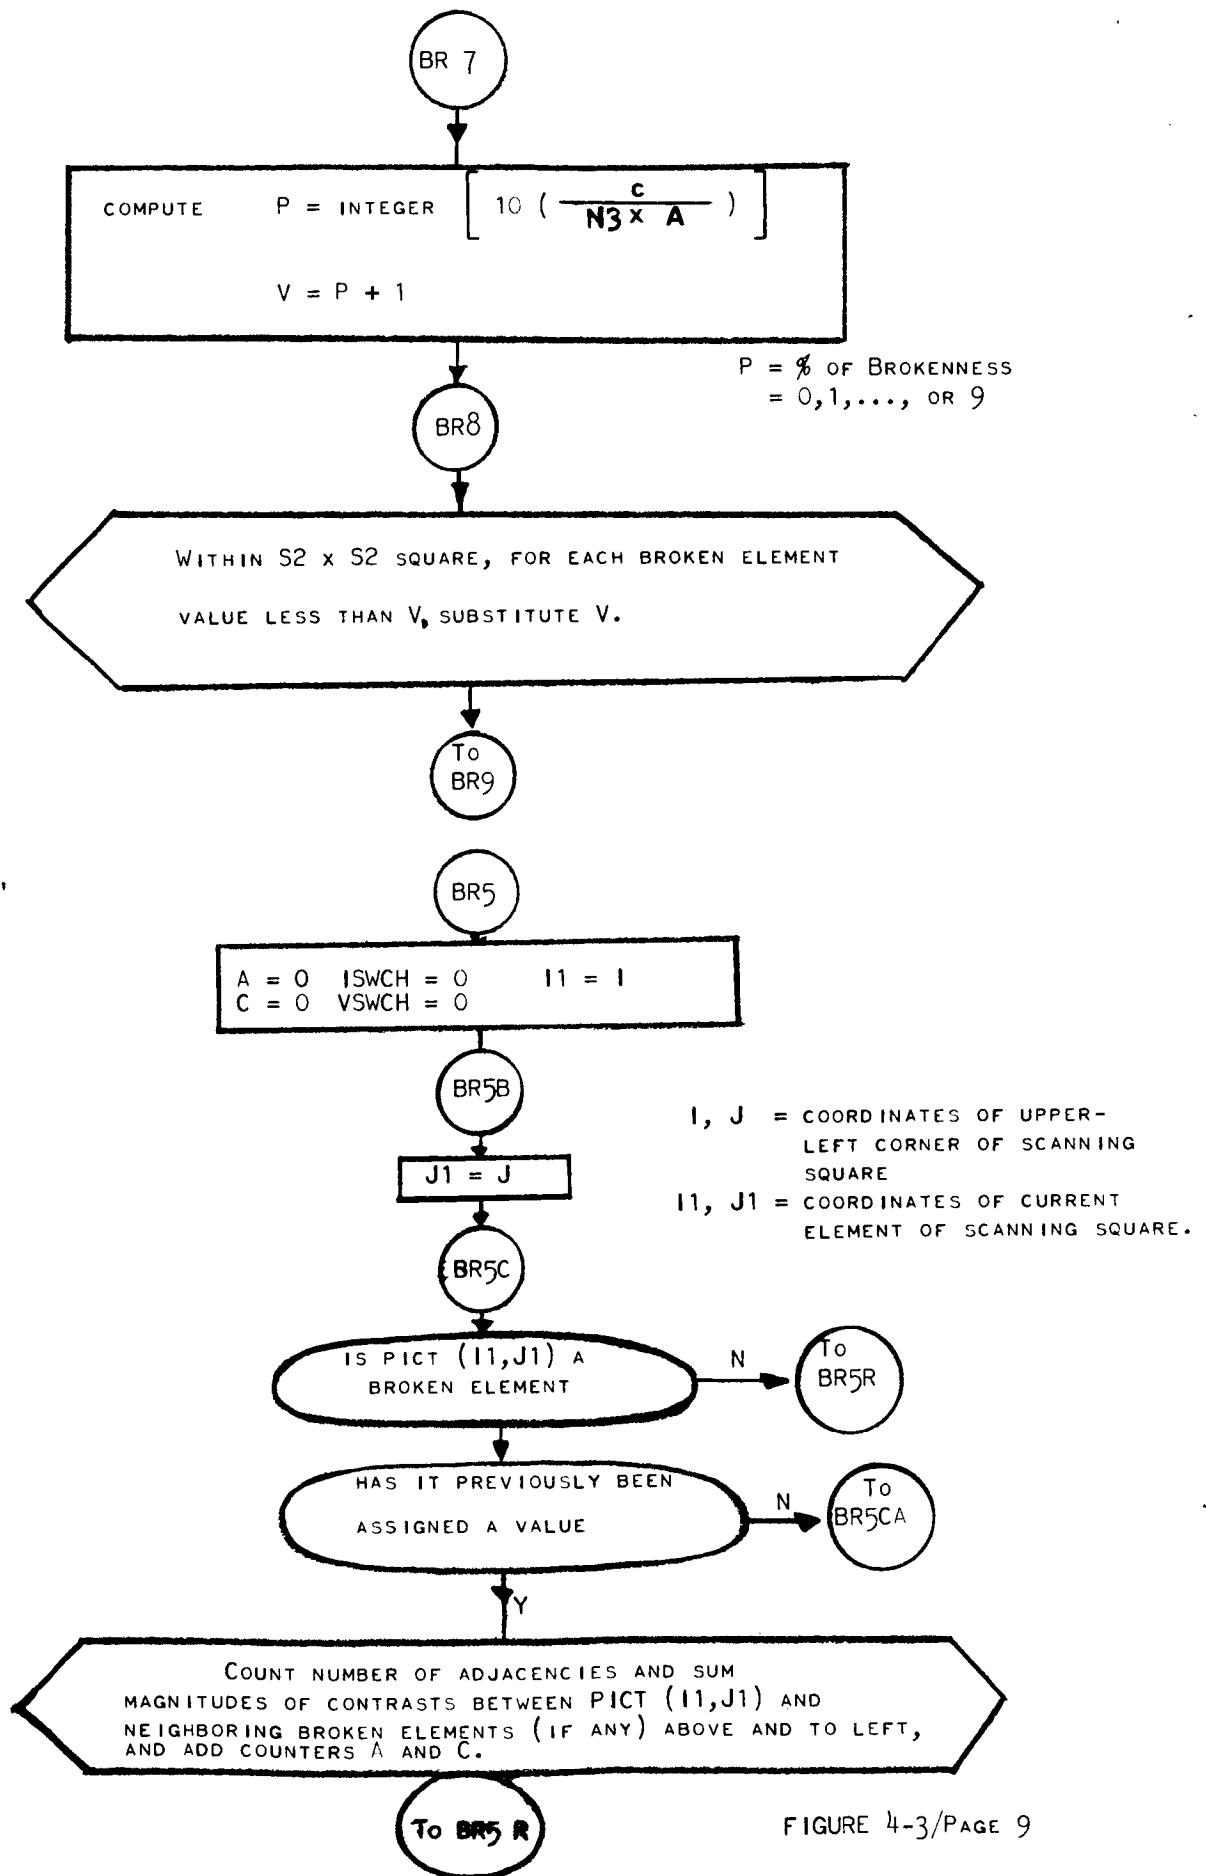 BR 7
COMPUTE P = INTEGER [ 10 ( C / N3 × A ) ]
V = P + 1
P = % OF BROKENNESS
= 0,1,..., OR 9
BR8
WITHIN S2 X S2 SQUARE, FOR EACH BROKEN ELEMENT
VALUE LESS THAN V, SUBSTITUTE V.
TO
BR9
BR5
A = 0 ISWCH = 0 I1 = I
C = 0 VSWCH = 0
BR5B
J1 = J
I, J = COORDINATES OF UPPER-
LEFT CORNER OF SCANNING
SQUARE
I1, J1 = COORDINATES OF CURRENT
ELEMENT OF SCANNING SQUARE.
BR5C
IS PICT (I1,J1) A
BROKEN ELEMENT
N
TO
BR5R
HAS IT PREVIOUSLY BEEN
ASSIGNED A VALUE
N
TO
BR5CA
Y
COUNT NUMBER OF ADJACENCIES AND SUM
MAGNITUDES OF CONTRASTS BETWEEN PICT (I1,J1) AND
NEIGHBORING BROKEN ELEMENTS (IF ANY) ABOVE AND TO LEFT,
AND ADD COUNTERS A AND C.
TO BR5 R
FIGURE 4-3/PAGE 9